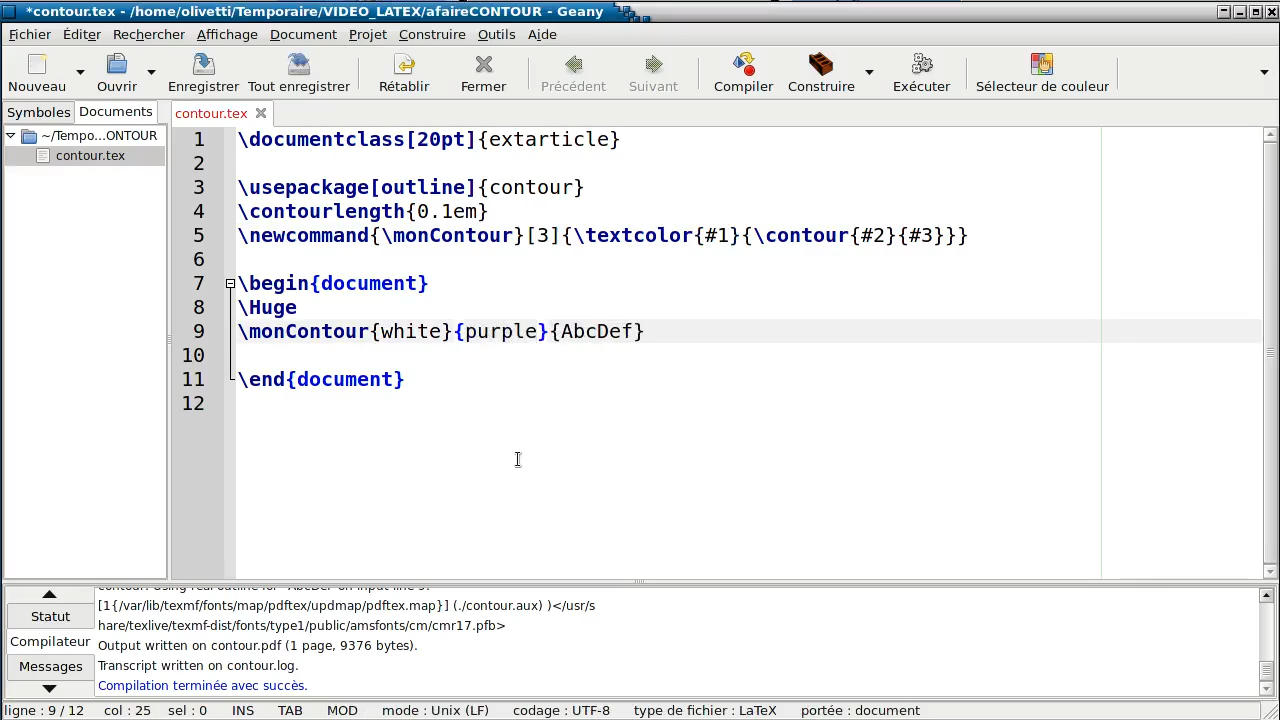 *contour.tex - /home/olivetti/Temporaire/VIDEO_LATEX/afaireCONTOUR - Geany
Fichier Éditer Rechercher Affichage Document Projet Construire Outils Aide
Nouveau Ouvrir Enregistrer Tout enregistrer Rétablir Fermer Précédent Suivant Compiler Construire Exécuter Sélecteur de couleur
Symboles Documents contour.tex
~/Tempo...ONTOUR
contour.tex
1 \documentclass[20pt]{extarticle}
2
3 \usepackage[outline]{contour}
4 \contourlength{0.1em}
5 \newcommand{\monContour}[3]{\textcolor{#1}{\contour{#2}{#3}}}
6
7 \begin{document}
8 \Huge
9 \monContour{white}{purple}{AbcDef}
10
11 \end{document}
12
Statut
Compilateur
Messages
[1{/var/lib/texmf/fonts/map/pdftex/updmap/pdftex.map}] (./contour.aux) )</usr/s
hare/texlive/texmf-dist/fonts/type1/public/amsfonts/cm/cmr17.pfb>
Output written on contour.pdf (1 page, 9376 bytes).
Transcript written on contour.log.
Compilation terminée avec succès.
ligne : 9 / 12 col : 25 sel : 0 INS TAB MOD mode : Unix (LF) codage : UTF-8 type de fichier : LaTeX portée : document